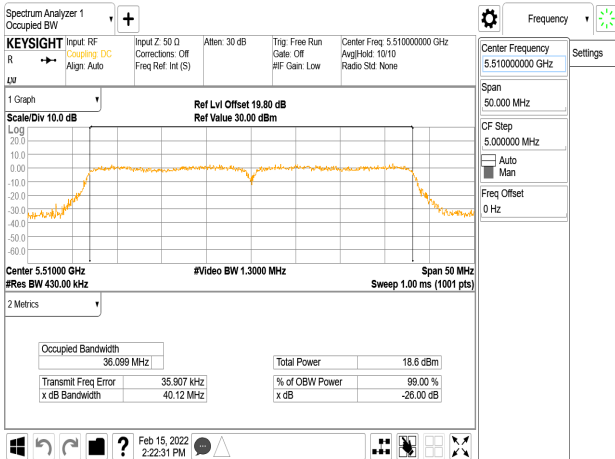 Spectrum Analyzer 1
Occupied BW
Frequency
KEYSIGHT
R
Input: RF
Coupling: DC
Align: Auto
Input Z: 50 Ω
Corrections: Off
Freq Ref: Int (S)
Atten: 30 dB
Trig: Free Run
Gate: Off
#IF Gain: Low
Center Freq: 5.510000000 GHz
Avg|Hold: 10/10
Radio Std: None
Center Frequency
5.510000000 GHz
Settings
Span
50.000 MHz
CF Step
5.000000 MHz
Auto
Man
Freq Offset
0 Hz
1 Graph
Scale/Div 10.0 dB
Ref Lvl Offset 19.80 dB
Ref Value 30.00 dBm
Log
20.0
10.0
0.00
-10.0
-20.0
-30.0
-40.0
-50.0
-60.0
Center 5.51000 GHz
#Video BW 1.3000 MHz
Span 50 MHz
#Res BW 430.00 kHz
Sweep 1.00 ms (1001 pts)
2 Metrics
Occupied Bandwidth
36.099 MHz
Total Power 18.6 dBm
Transmit Freq Error 35.907 kHz
% of OBW Power 99.00 %
x dB Bandwidth 40.12 MHz
x dB -26.00 dB
Feb 15, 2022
2:22:31 PM